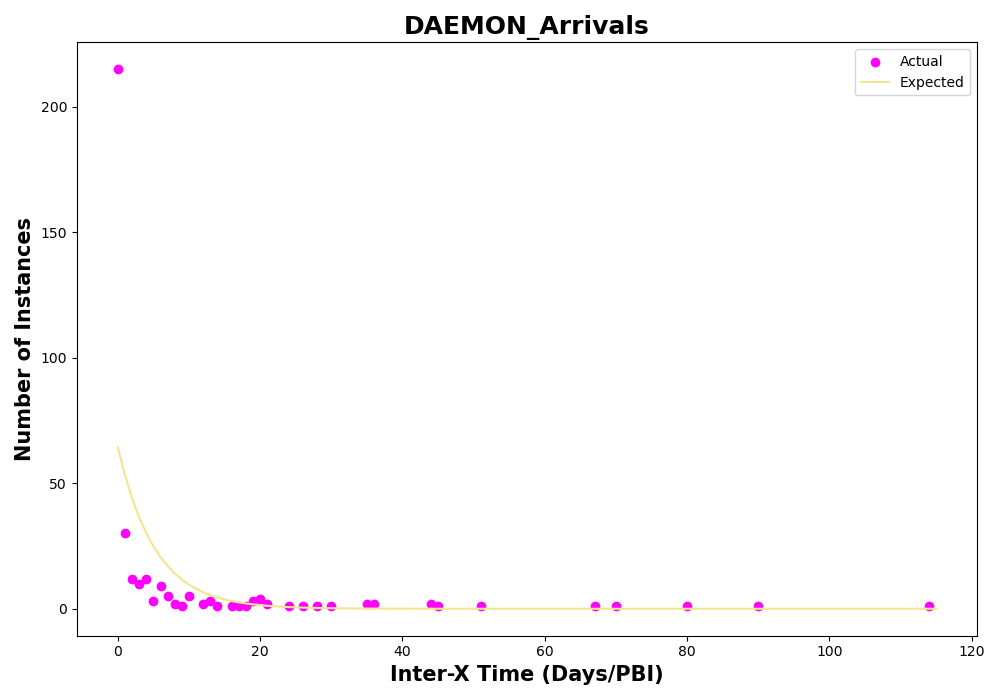 DAEMON_Arrivals
Actual
Expected
Number of Instances
200
150
100
50
0
0 20 40 60 80 100 120
Inter-X Time (Days/PBI)